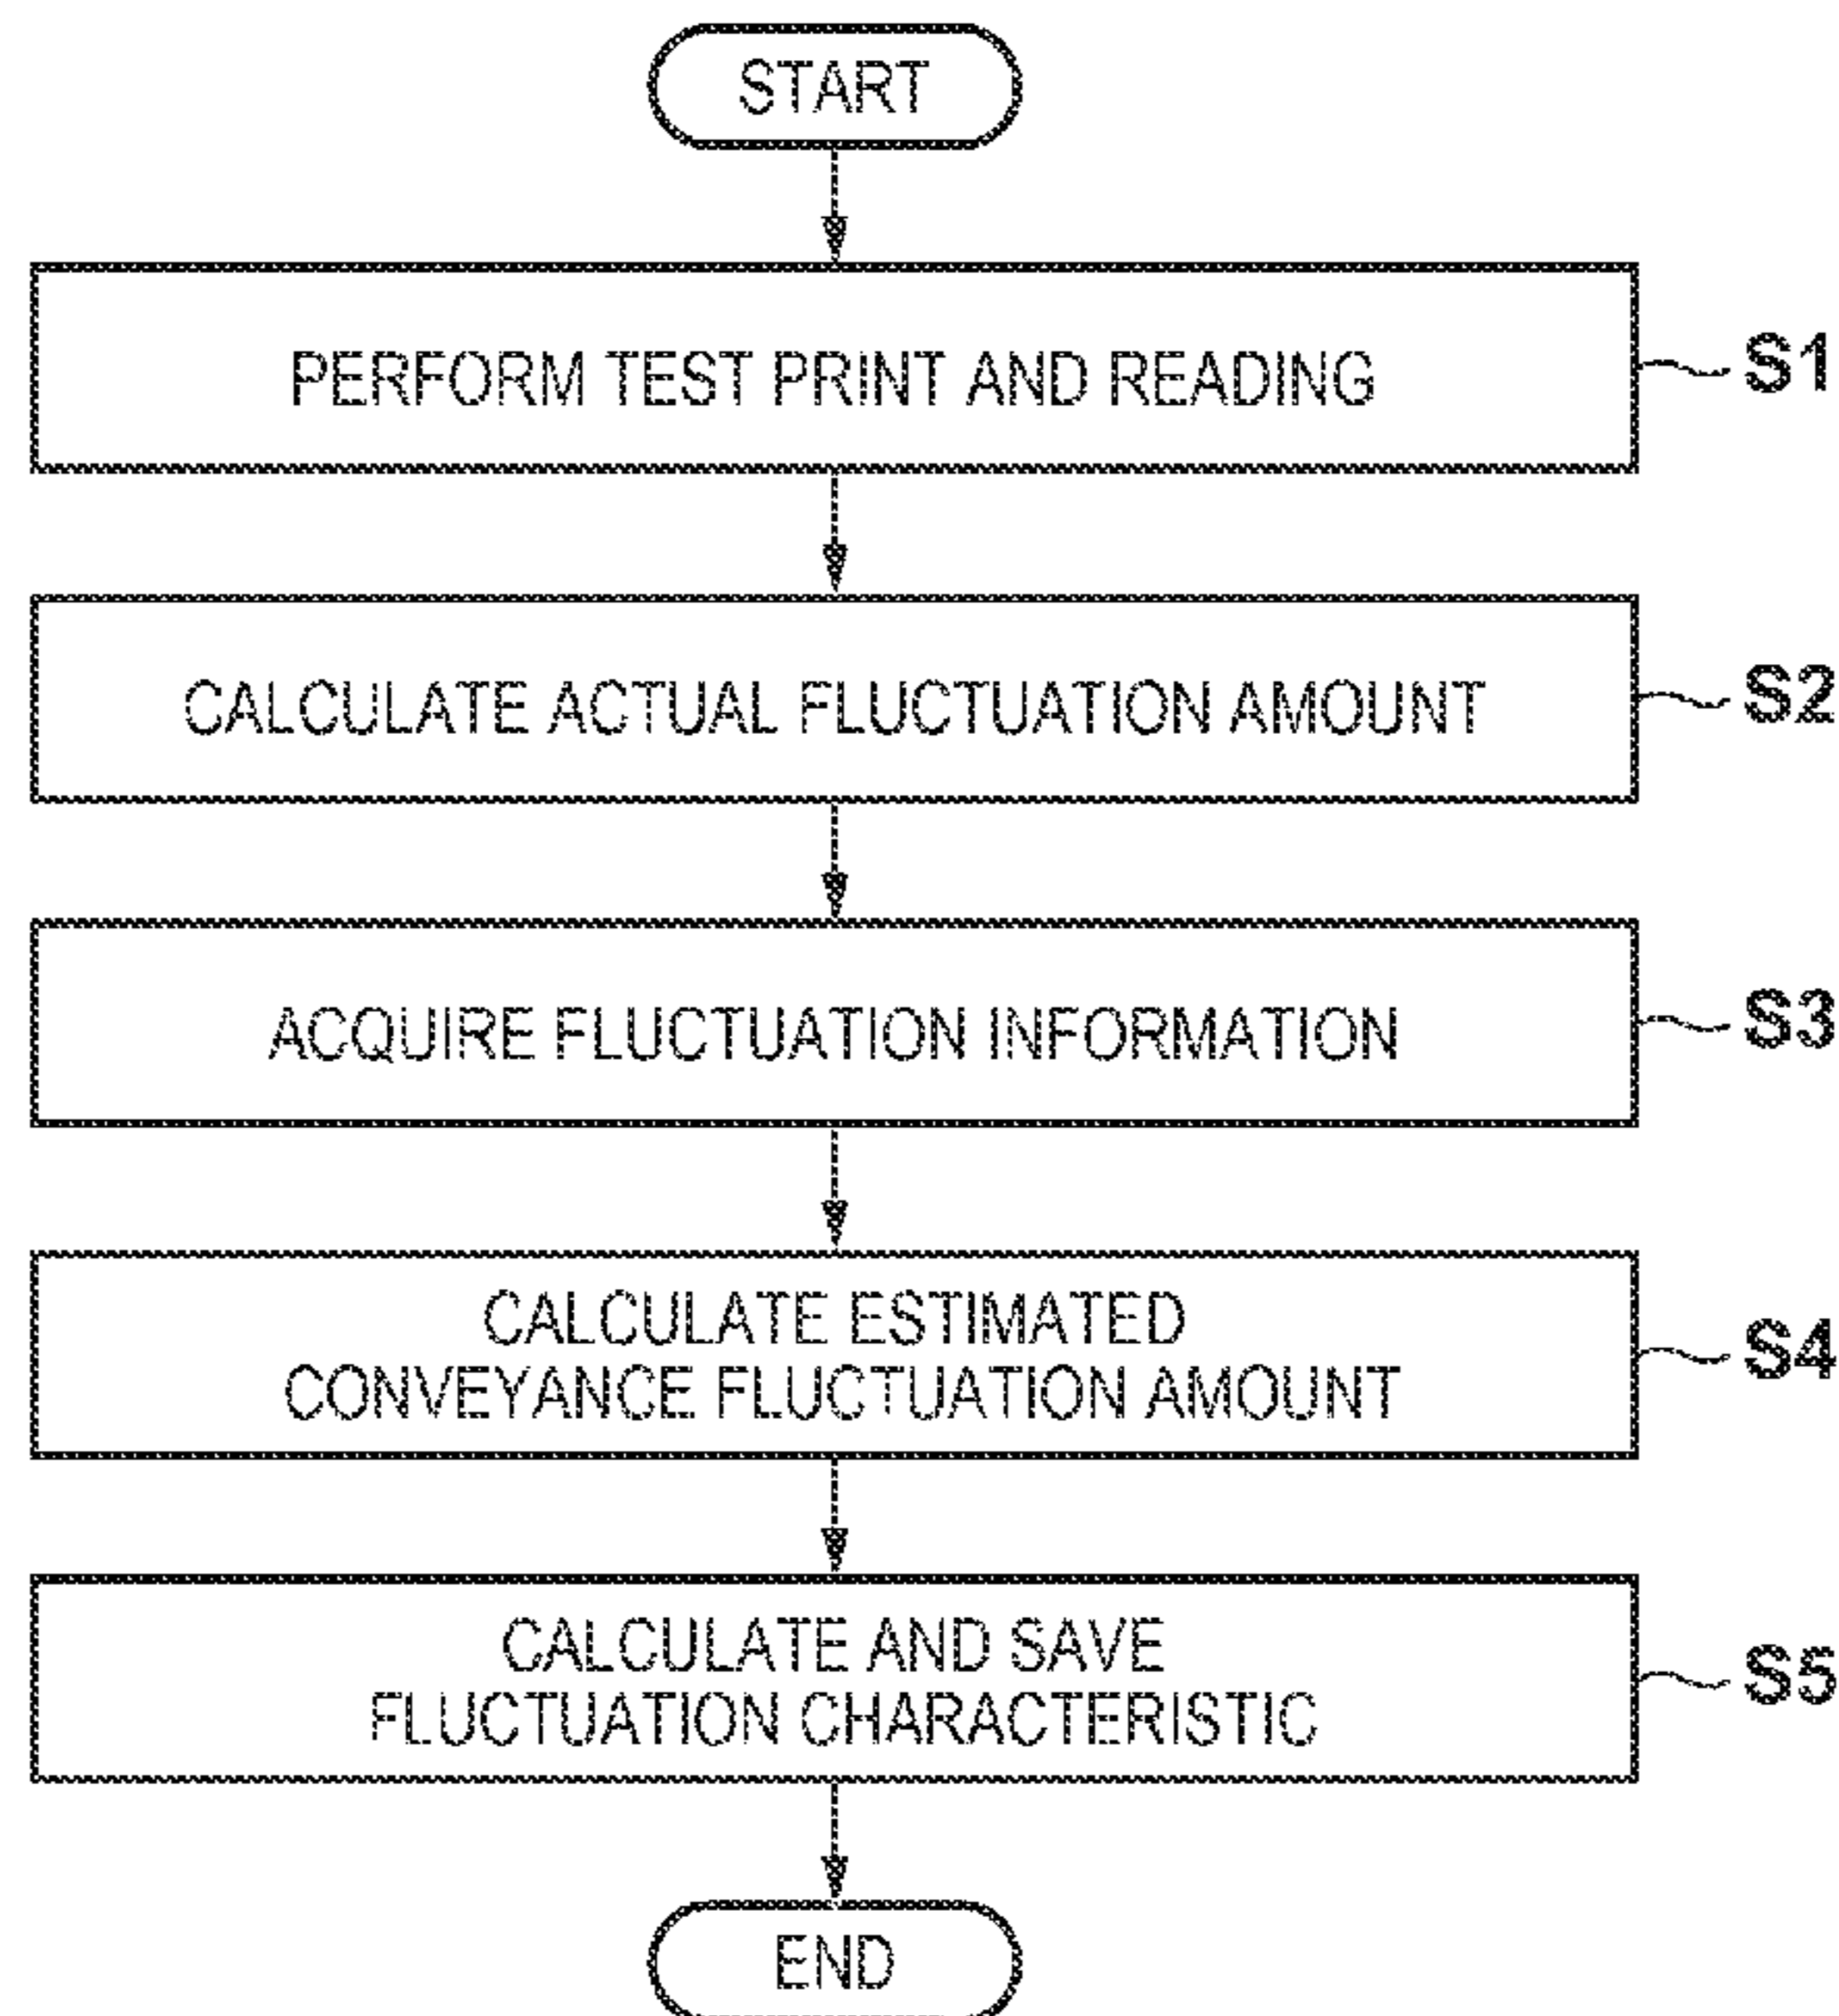 START
PERFORM TEST PRINT AND READING
S1
CALCULATE ACTUAL FLUCTUATION AMOUNT
S2
ACQUIRE FLUCTUATION INFORMATION
S3
CALCULATE ESTIMATED
CONVEYANCE FLUCTUATION AMOUNT
S4
CALCULATE AND SAVE
FLUCTUATION CHARACTERISTIC
S5
END